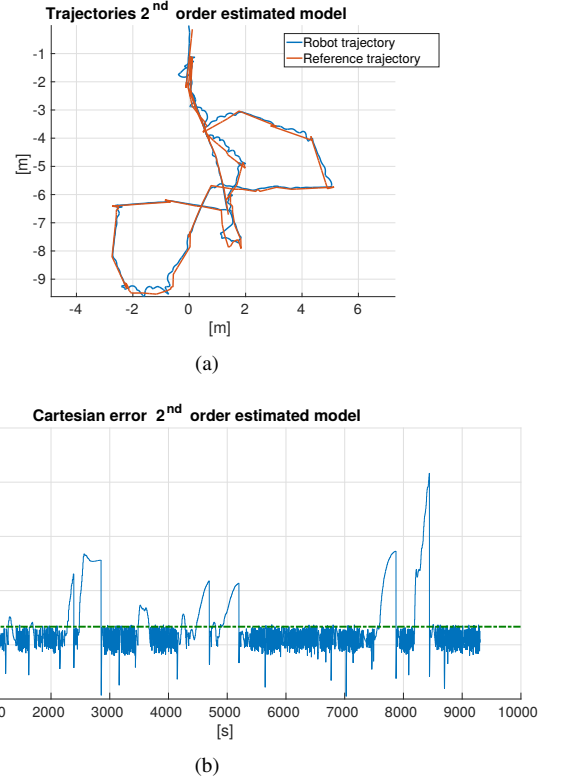 Trajectories 2nd order estimated model
Robot trajectory
Reference trajectory
-1
-2
-3
-4
-5
-6
-7
-8
-9
[m]
-4 -2 0 2 4 6
[m]
(a)
Cartesian error 2nd order estimated model
0 2000 3000 4000 5000 6000 7000 8000 9000 10000
[s]
(b)